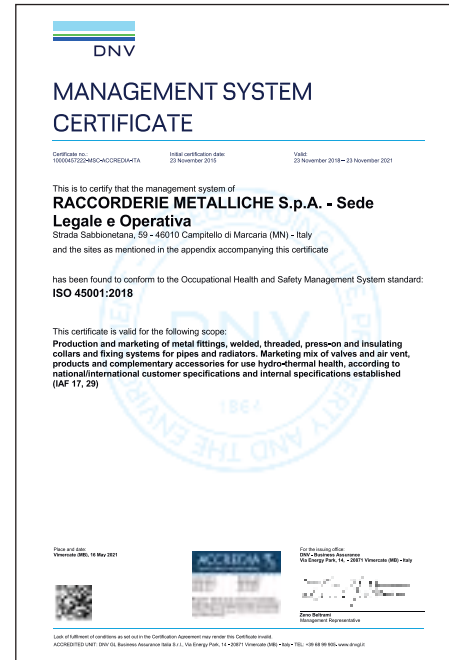 DNV
MANAGEMENT SYSTEM
CERTIFICATE
Certificate no.:
10000457222-MSC-ACCREDIA-ITA
Initial certification date:
23 November 2015
Valid:
23 November 2018 – 23 November 2021
This is to certify that the management system of
RACCORDERIE METALLICHE S.p.A. - Sede
Legale e Operativa
Strada Sabbionetana, 59 - 46010 Campitello di Marcaria (MN) - Italy
and the sites as mentioned in the appendix accompanying this certificate
has been found to conform to the Occupational Health and Safety Management System standard:
ISO 45001:2018
This certificate is valid for the following scope:
Production and marketing of metal fittings, welded, threaded, press-on and insulating
collars and fixing systems for pipes and radiators. Marketing mix of valves and air vent,
products and complementary accessories for use hydro-thermal health, according to
national/international customer specifications and internal specifications established
(IAF 17, 29)
DNV
1864
Place and date:
Vimercate (MB), 16 May 2021
ACCREDIA
For the issuing office:
DNV - Business Assurance
Via Energy Park, 14, - 20871 Vimercate (MB) - Italy
Zeno Beltrami
Management Representative
Lack of fulfilment of conditions as set out in the Certification Agreement may render this Certificate invalid.
ACCREDITED UNIT: DNV GL Business Assurance Italia S.r.l., Via Energy Park, 14 - 20871 Vimercate (MB) - Italy - TEL: +39 68 99 905. www.dnvgl.it